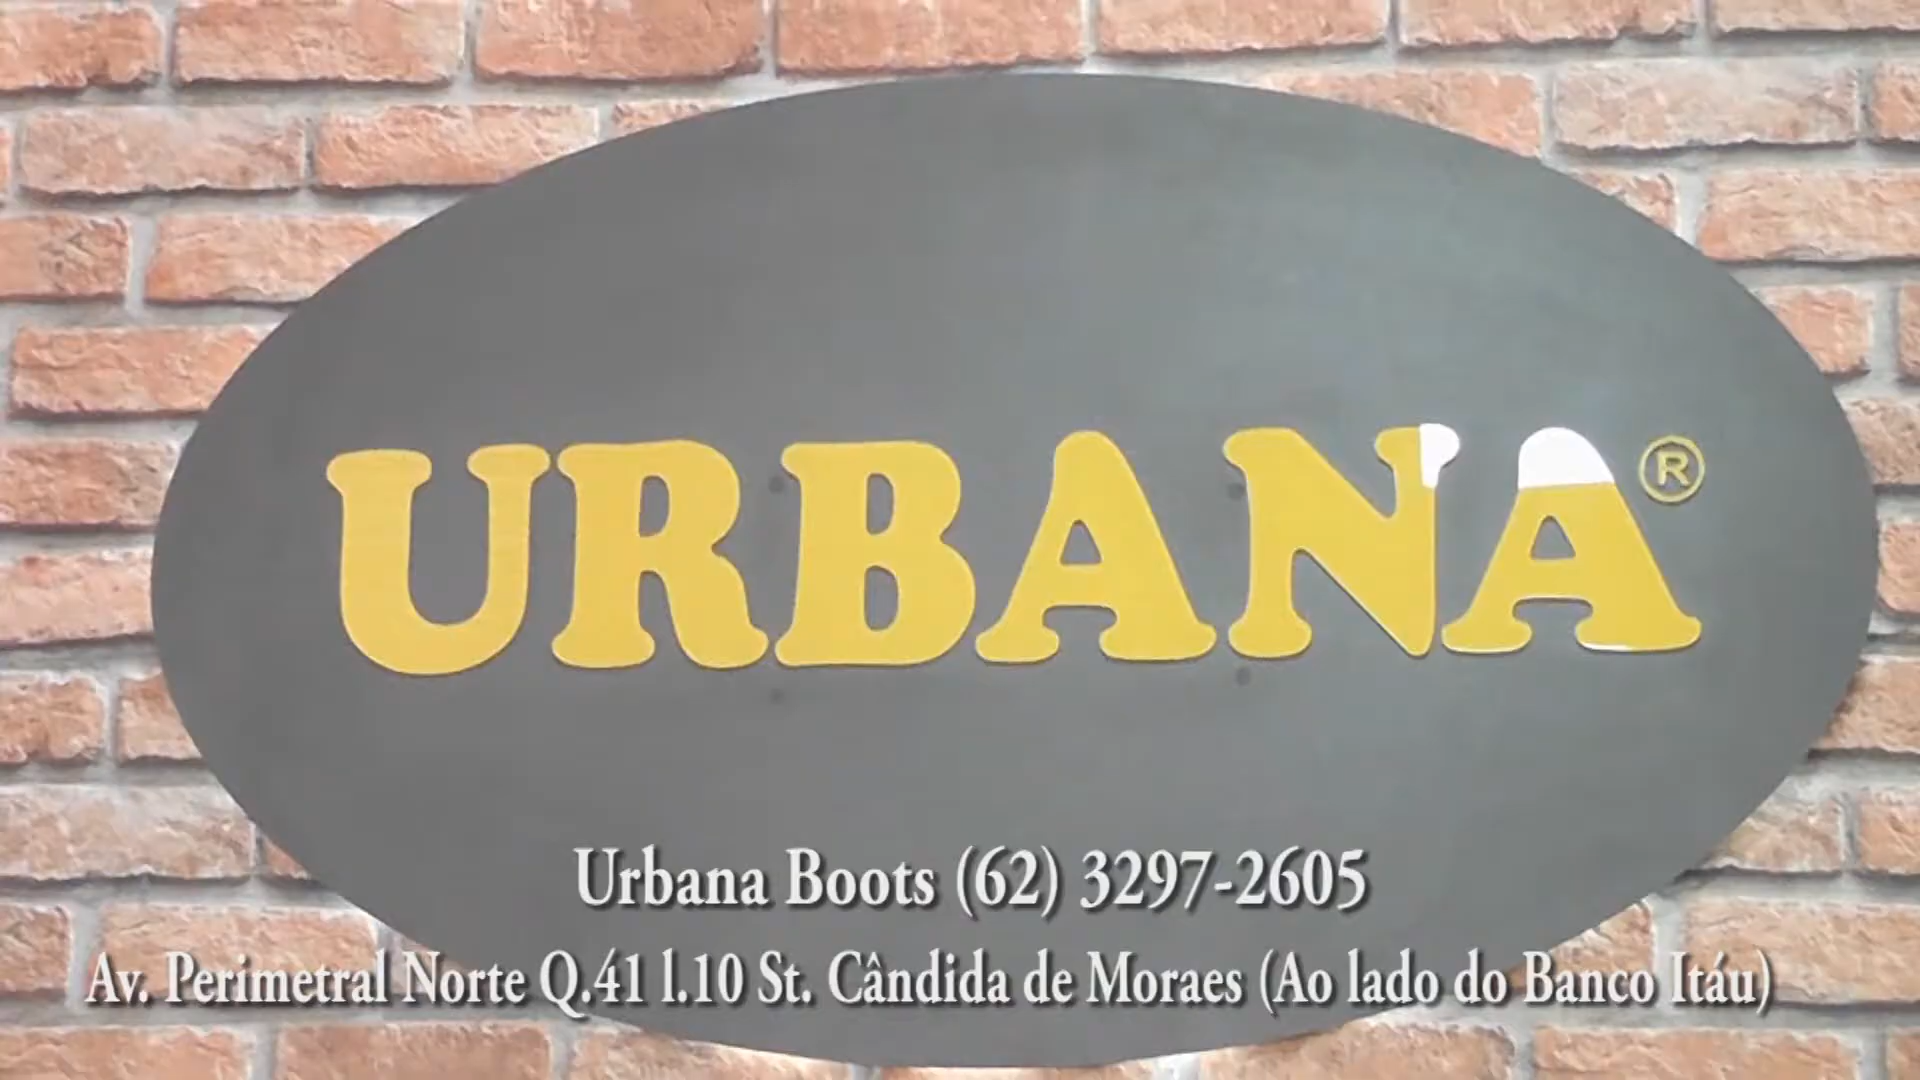 URBANA ®
Urbana Boots (62) 3297-2605
Av. Perimetral Norte Q.41 l.10 St. Cândida de Moraes (Ao lado do Banco Itáu)